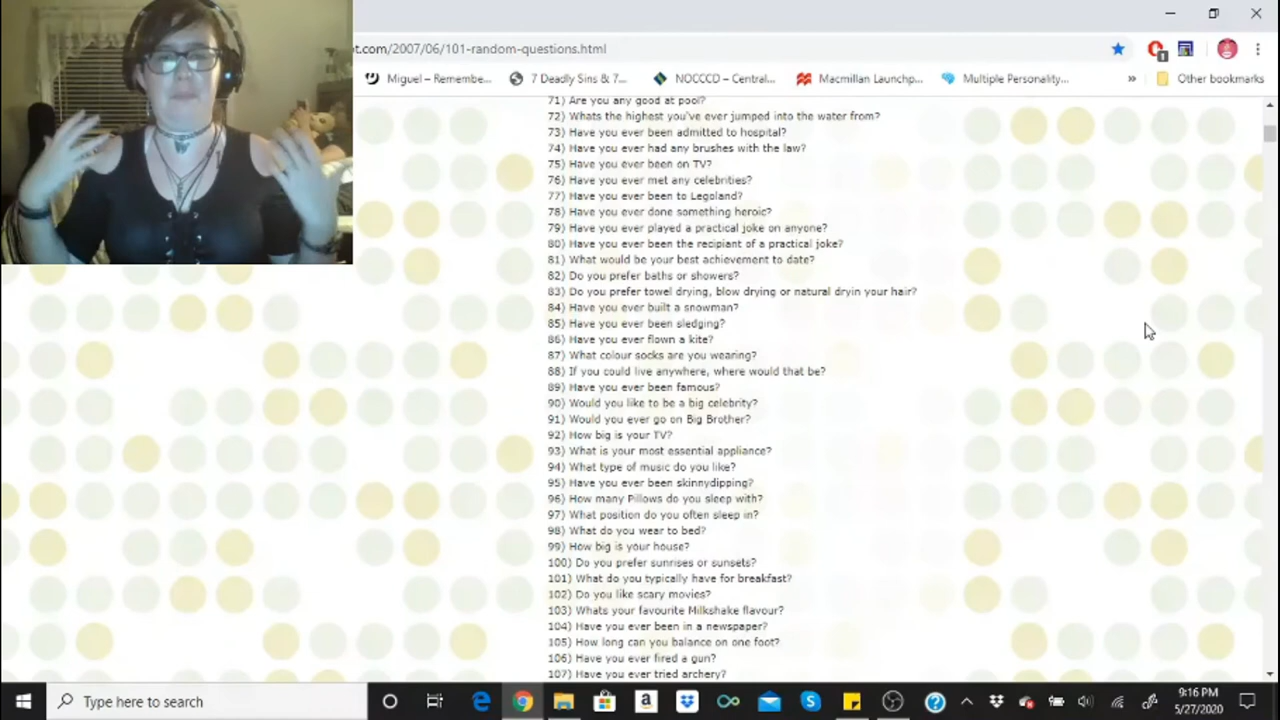 ot.com/2007/06/101-random-questions.html
Miguel – Remembe...
7 Deadly Sins & 7...
NOCCCD – Central...
Macmillan Launchp...
Multiple Personality...
»
Other bookmarks
71) Are you any good at pool?
72) Whats the highest you've ever jumped into the water from?
73) Have you ever been admitted to hospital?
74) Have you ever had any brushes with the law?
75) Have you ever been on TV?
76) Have you ever met any celebrities?
77) Have you ever been to Legoland?
78) Have you ever done something heroic?
79) Have you ever played a practical joke on anyone?
80) Have you ever been the recipiant of a practical joke?
81) What would be your best achievement to date?
82) Do you prefer baths or showers?
83) Do you prefer towel drying, blow drying or natural dryin your hair?
84) Have you ever built a snowman?
85) Have you ever been sledging?
86) Have you ever flown a kite?
87) What colour socks are you wearing?
88) If you could live anywhere, where would that be?
89) Have you ever been famous?
90) Would you like to be a big celebrity?
91) Would you ever go on Big Brother?
92) How big is your TV?
93) What is your most essential appliance?
94) What type of music do you like?
95) Have you ever been skinnydipping?
96) How many Pillows do you sleep with?
97) What position do you often sleep in?
98) What do you wear to bed?
99) How big is your house?
100) Do you prefer sunrises or sunsets?
101) What do you typically have for breakfast?
102) Do you like scary movies?
103) Whats your favourite Milkshake flavour?
104) Have you ever been in a newspaper?
105) How long can you balance on one foot?
106) Have you ever fired a gun?
107) Have you ever tried archery?
Type here to search
9:16 PM
5/27/2020